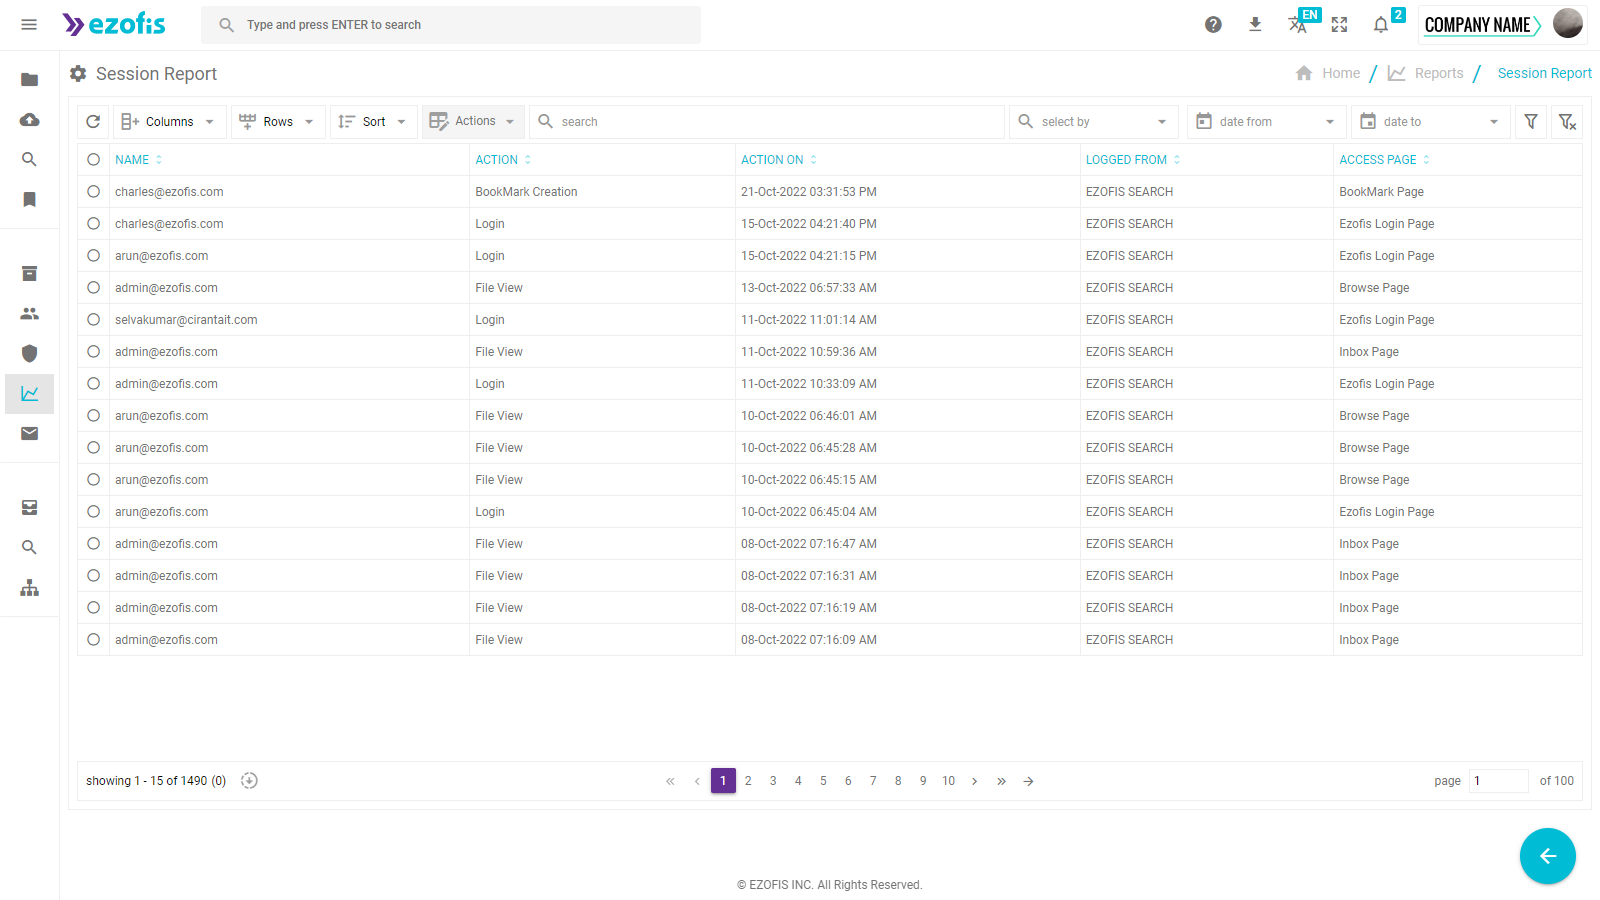 ezofis Type and press ENTER to search EN 2 COMPANY NAME
Session Report Home / Reports / Session Report
Columns Rows Sort Actions search select by date from date to
NAME ACTION ACTION ON LOGGED FROM ACCESS PAGE
charles@ezofis.com BookMark Creation 21-Oct-2022 03:31:53 PM EZOFIS SEARCH BookMark Page
charles@ezofis.com Login 15-Oct-2022 04:21:40 PM EZOFIS SEARCH Ezofis Login Page
arun@ezofis.com Login 15-Oct-2022 04:21:15 PM EZOFIS SEARCH Ezofis Login Page
admin@ezofis.com File View 13-Oct-2022 06:57:33 AM EZOFIS SEARCH Browse Page
selvakumar@cirantait.com Login 11-Oct-2022 11:01:14 AM EZOFIS SEARCH Ezofis Login Page
admin@ezofis.com File View 11-Oct-2022 10:59:36 AM EZOFIS SEARCH Inbox Page
admin@ezofis.com Login 11-Oct-2022 10:33:09 AM EZOFIS SEARCH Ezofis Login Page
arun@ezofis.com File View 10-Oct-2022 06:46:01 AM EZOFIS SEARCH Browse Page
arun@ezofis.com File View 10-Oct-2022 06:45:28 AM EZOFIS SEARCH Browse Page
arun@ezofis.com File View 10-Oct-2022 06:45:15 AM EZOFIS SEARCH Browse Page
arun@ezofis.com Login 10-Oct-2022 06:45:04 AM EZOFIS SEARCH Ezofis Login Page
admin@ezofis.com File View 08-Oct-2022 07:16:47 AM EZOFIS SEARCH Inbox Page
admin@ezofis.com File View 08-Oct-2022 07:16:31 AM EZOFIS SEARCH Inbox Page
admin@ezofis.com File View 08-Oct-2022 07:16:19 AM EZOFIS SEARCH Inbox Page
admin@ezofis.com File View 08-Oct-2022 07:16:09 AM EZOFIS SEARCH Inbox Page
showing 1 - 15 of 1490 (0) « ‹ 1 2 3 4 5 6 7 8 9 10 › » → page 1 of 100
© EZOFIS INC. All Rights Reserved.